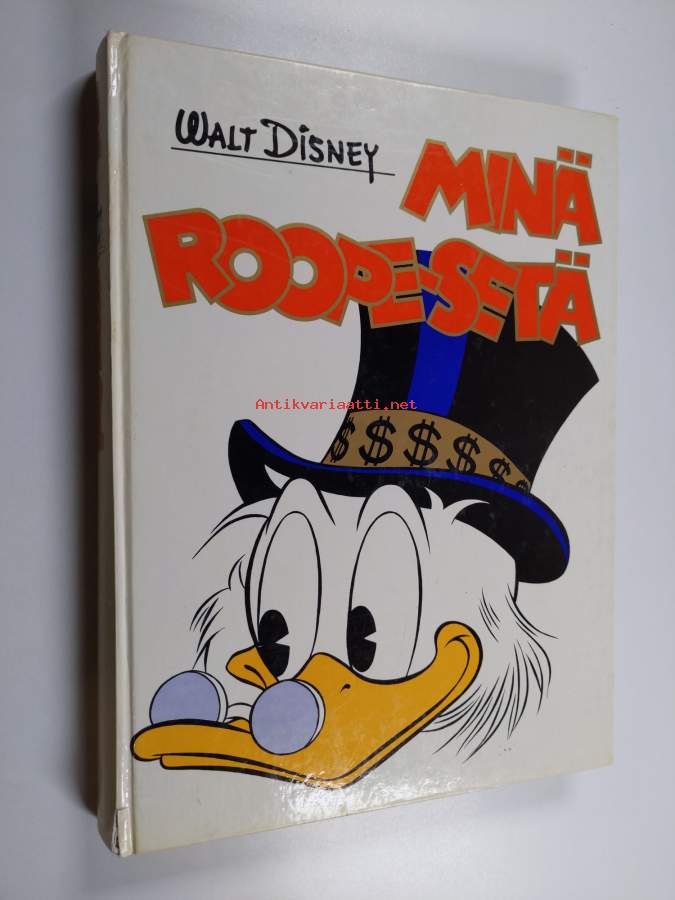 WALT DISNEY
MINÄ
ROOPE-SETÄ
Antikvariaatti.net
$$$$$$$